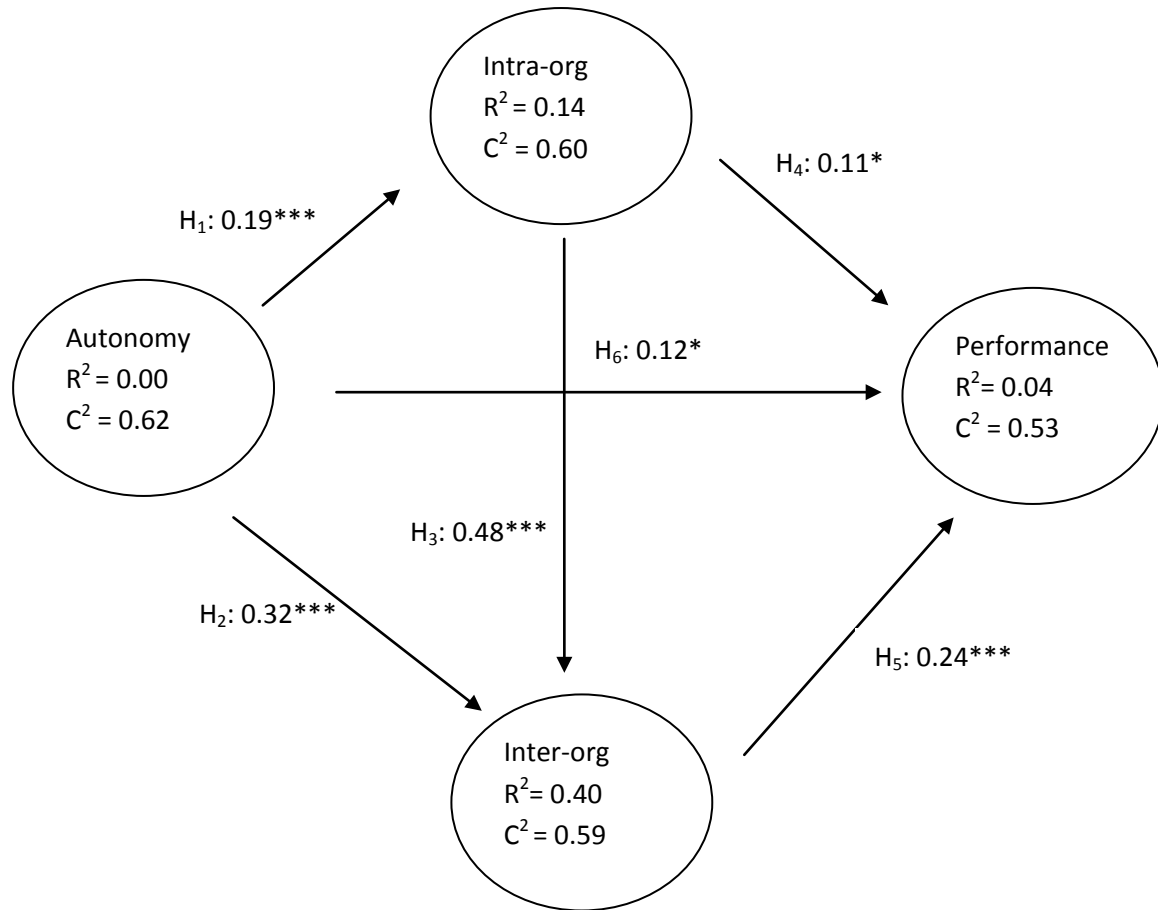 Intra-org
R² = 0.14
C² = 0.60
H₄: 0.11*
H₁: 0.19***
Autonomy
R² = 0.00
C² = 0.62
H₆: 0.12*
Performance
R²= 0.04
C² = 0.53
H₃: 0.48***
H₂: 0.32***
H₅: 0.24***
Inter-org
R²= 0.40
C² = 0.59